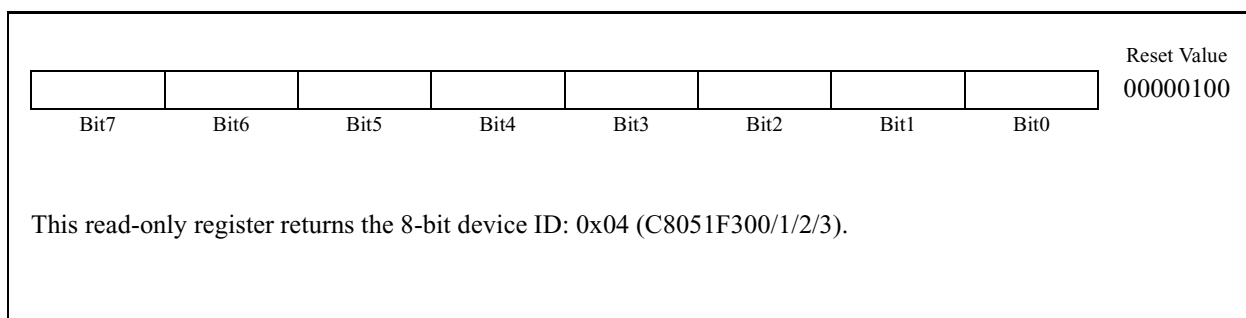 Reset Value
00000100
Bit7 Bit6 Bit5 Bit4 Bit3 Bit2 Bit1 Bit0
This read-only register returns the 8-bit device ID: 0x04 (C8051F300/1/2/3).